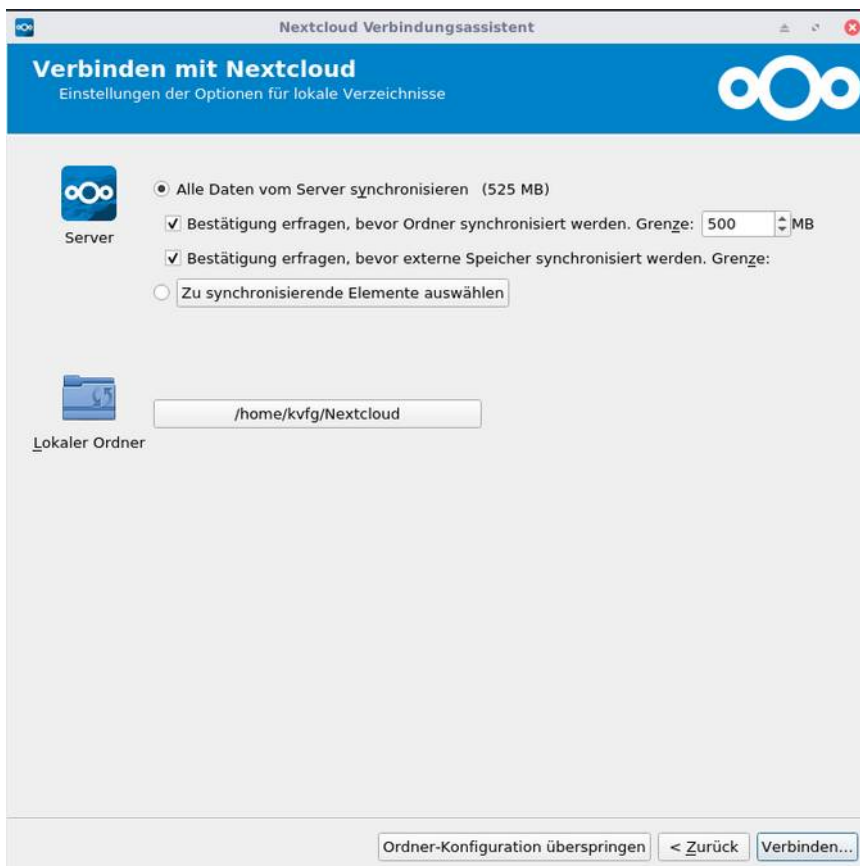 Nextcloud Verbindungsassistent
Verbinden mit Nextcloud
Einstellungen der Optionen für lokale Verzeichnisse
Alle Daten vom Server synchronisieren (525 MB)
Bestätigung erfragen, bevor Ordner synchronisiert werden. Grenze: 500 MB
Server
Bestätigung erfragen, bevor externe Speicher synchronisiert werden. Grenze:
Zu synchronisierende Elemente auswählen
/home/kvfg/Nextcloud
Lokaler Ordner
Ordner-Konfiguration überspringen < Zurück Verbinden...